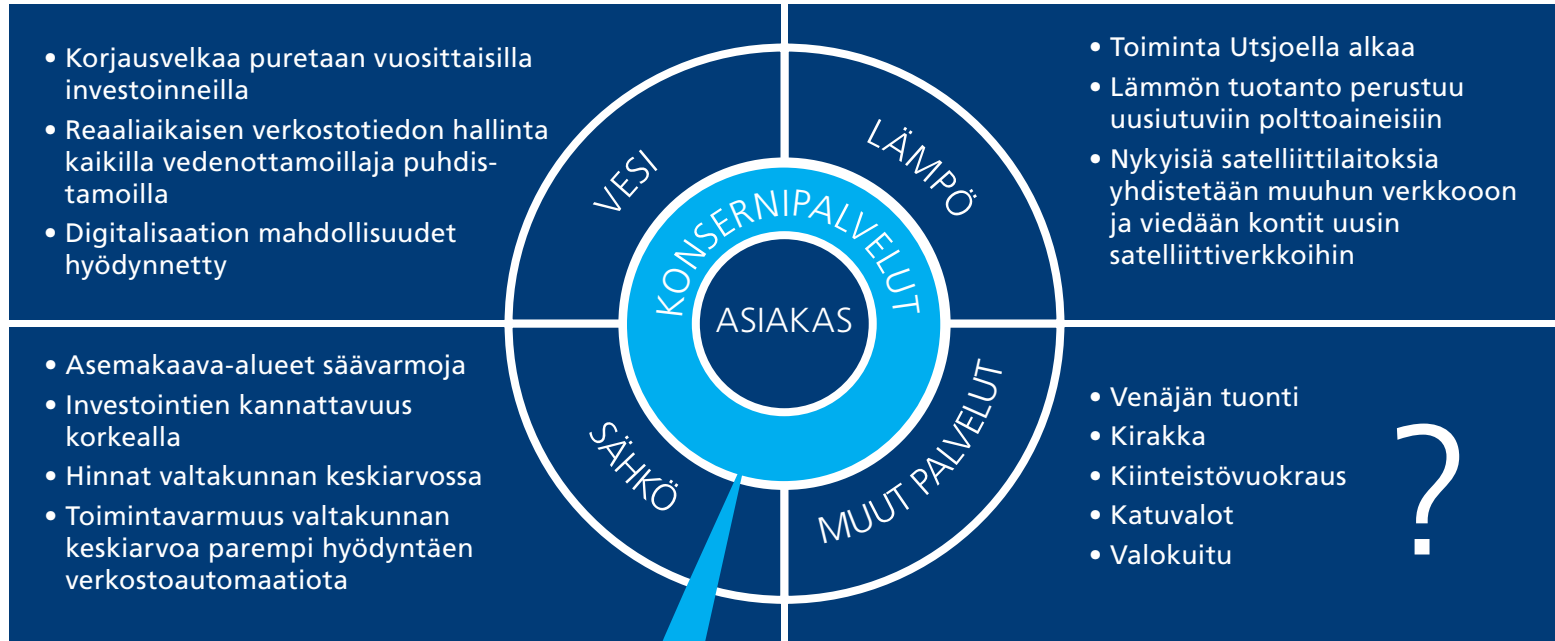 • Korjausvelkaa puretaan vuosittaisilla
investoinneilla
• Reaaliaikaisen verkostotiedon hallinta
kaikilla vedenottamoillaja puhdis-
tamoilla
• Digitalisaation mahdollisuudet
hyödynnetty
• Toiminta Utsjoella alkaa
• Lämmön tuotanto perustuu
uusiutuviin polttoaineisiin
• Nykyisiä satelliittilaitoksia
yhdistetään muuhun verkkooon
ja viedään kontit uusin
satelliittiverkkoihin
VESI
LÄMPÖ
KONSERNIPALVELUT
ASIAKAS
SÄHKÖ
MUUT PALVELUT
• Asemakaava-alueet säävarmoja
• Investointien kannattavuus
korkealla
• Hinnat valtakunnan keskiarvossa
• Toimintavarmuus valtakunnan
keskiarvoa parempi hyödyntäen
verkostoautomaatiota
• Venäjän tuonti
• Kirakka
• Kiinteistövuokraus
• Katuvalot
• Valokuitu
?